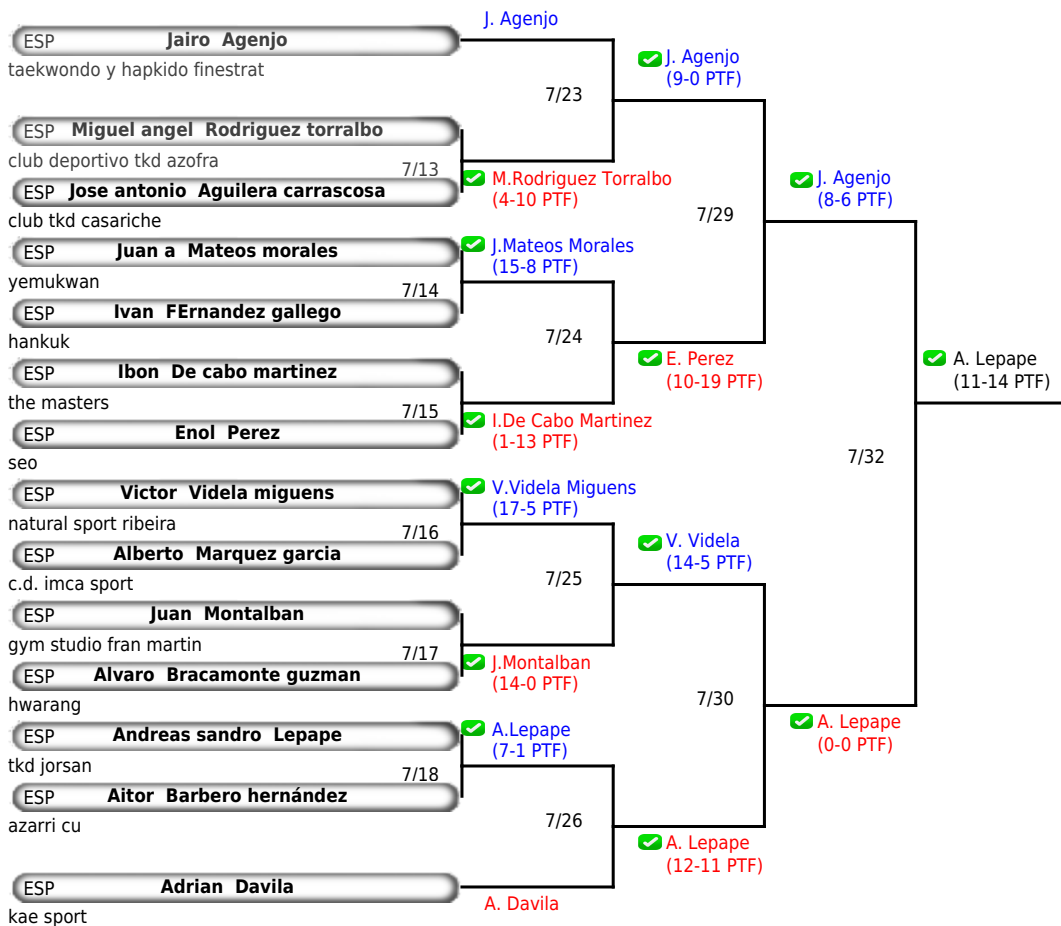 J. Agenjo
ESP Jairo Agenjo
taekwondo y hapkido finestrat
J. Agenjo
(9-0 PTF)
7/23
ESP Miguel angel Rodriguez torralbo
club deportivo tkd azofra
7/13
M.Rodriguez Torralbo
(4-10 PTF)
ESP Jose antonio Aguilera carrascosa
club tkd casariche
J. Agenjo
(8-6 PTF)
7/29
ESP Juan a Mateos morales
yemukwan
J.Mateos Morales
(15-8 PTF)
7/14
ESP Ivan FErnandez gallego
hankuk
7/24
E. Perez
(10-19 PTF)
ESP Ibon De cabo martinez
the masters
7/15
I.De Cabo Martinez
(1-13 PTF)
ESP Enol Perez
seo
A. Lepape
(11-14 PTF)
7/32
ESP Victor Videla miguens
natural sport ribeira
V.Videla Miguens
(17-5 PTF)
7/16
ESP Alberto Marquez garcia
c.d. imca sport
V. Videla
(14-5 PTF)
7/25
ESP Juan Montalban
gym studio fran martin
7/17
J.Montalban
(14-0 PTF)
ESP Alvaro Bracamonte guzman
hwarang
7/30
A. Lepape
(0-0 PTF)
ESP Andreas sandro Lepape
tkd jorsan
A.Lepape
(7-1 PTF)
7/18
ESP Aitor Barbero hernández
azarri cu
7/26
A. Lepape
(12-11 PTF)
ESP Adrian Davila
kae sport
A. Davila